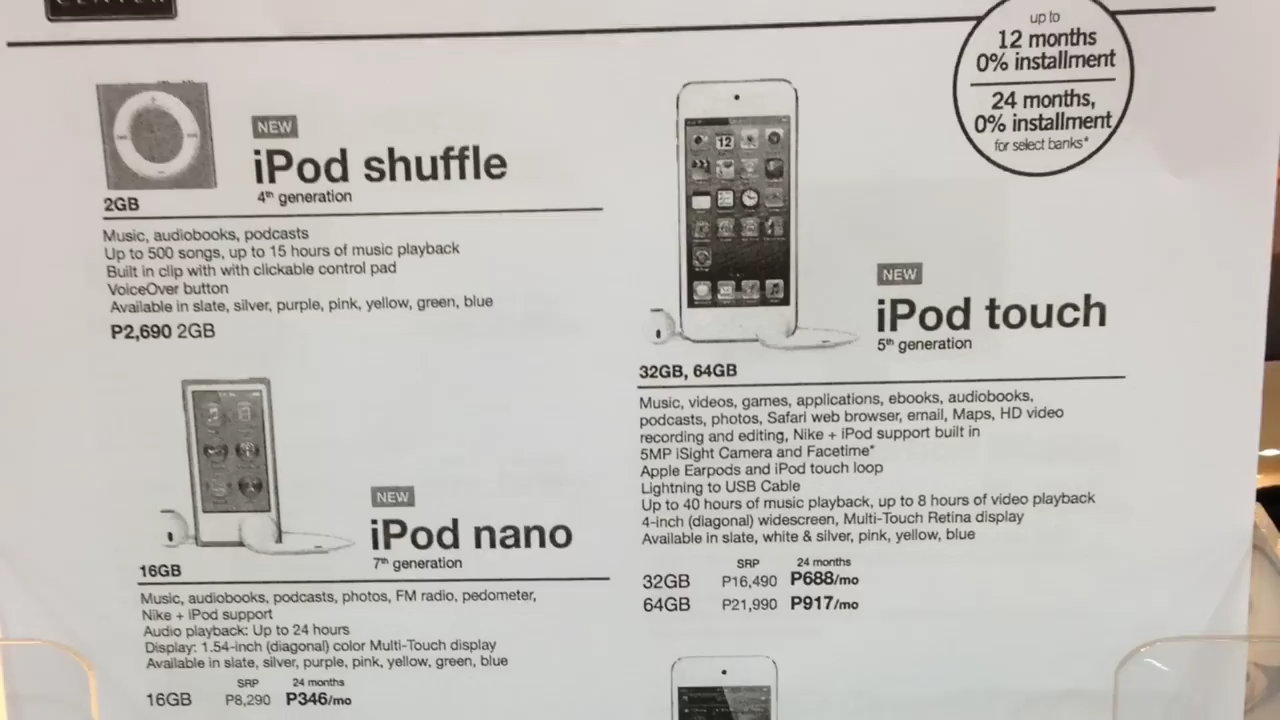 CENTER
up to
12 months
0% installment
24 months,
0% installment
for select banks*
NEW
iPod shuffle
4th generation
2GB
Music, audiobooks, podcasts
Up to 500 songs, up to 15 hours of music playback
Built in clip with with clickable control pad
VoiceOver button
Available in slate, silver, purple, pink, yellow, green, blue
P2,690 2GB
NEW
iPod nano
7th generation
16GB
Music, audiobooks, podcasts, photos, FM radio, pedometer,
Nike + iPod support
Audio playback: Up to 24 hours
Display: 1.54-inch (diagonal) color Multi-Touch display
Available in slate, silver, purple, pink, yellow, green, blue
SRP 24 months
16GB P8,290 P346/mo
12
NEW
iPod touch
5th generation
32GB, 64GB
Music, videos, games, applications, ebooks, audiobooks,
podcasts, photos, Safari web browser, email, Maps, HD video
recording and editing, Nike + iPod support built in
5MP iSight Camera and Facetime*
Apple Earpods and iPod touch loop
Lightning to USB Cable
Up to 40 hours of music playback, up to 8 hours of video playback
4-inch (diagonal) widescreen, Multi-Touch Retina display
Available in slate, white & silver, pink, yellow, blue
SRP 24 months
32GB P16,490 P688/mo
64GB P21,990 P917/mo